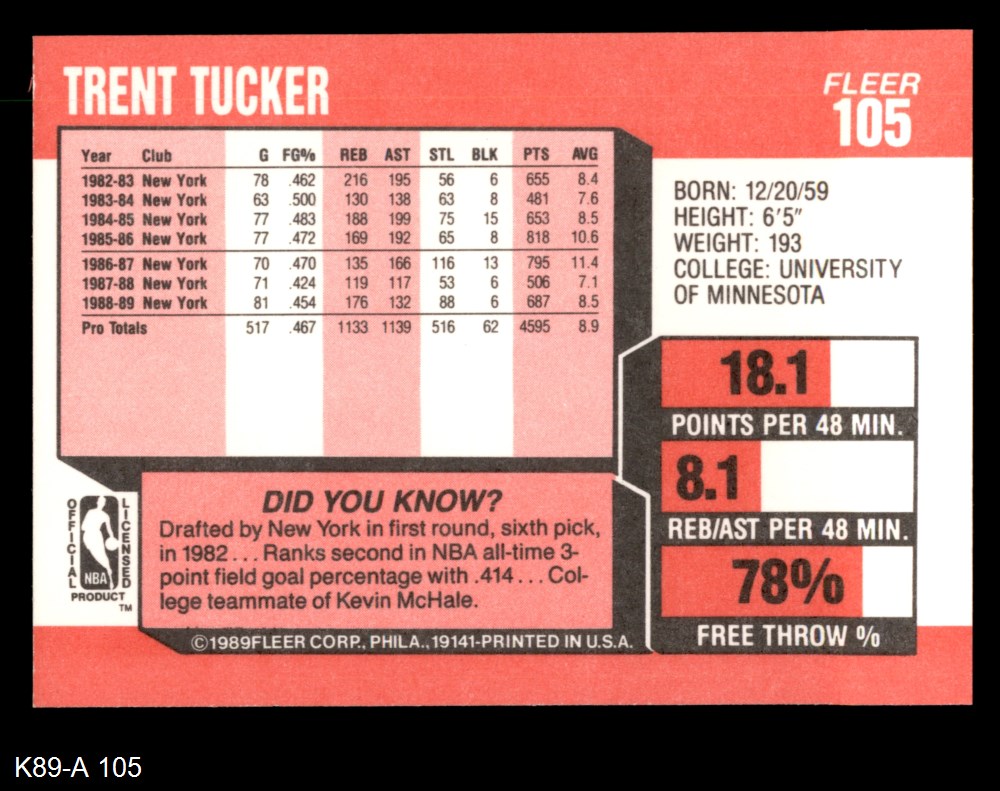 TRENT TUCKER
FLEER
105
Year Club G FG% REB AST STL BLK PTS AVG
1982-83 New York 78 .462 216 195 56 6 655 8.4
1983-84 New York 63 .500 130 138 63 8 481 7.6
1984-85 New York 77 .483 188 199 75 15 653 8.5
1985-86 New York 77 .472 169 192 65 8 818 10.6
1986-87 New York 70 .470 135 166 116 13 795 11.4
1987-88 New York 71 .424 119 117 53 6 506 7.1
1988-89 New York 81 .454 176 132 88 6 687 8.5
Pro Totals 517 .467 1133 1139 516 62 4595 8.9
BORN: 12/20/59
HEIGHT: 6'5"
WEIGHT: 193
COLLEGE: UNIVERSITY
OF MINNESOTA
18.1
POINTS PER 48 MIN.
8.1
REB/AST PER 48 MIN.
78%
FREE THROW %
OFFICIAL
LICENSED
NBA
PRODUCT
TM
DID YOU KNOW?
Drafted by New York in first round, sixth pick,
in 1982 . . . Ranks second in NBA all-time 3-
point field goal percentage with .414 . . . Col-
lege teammate of Kevin McHale.
©1989FLEER CORP., PHILA., 19141-PRINTED IN U.S.A.
K89-A 105